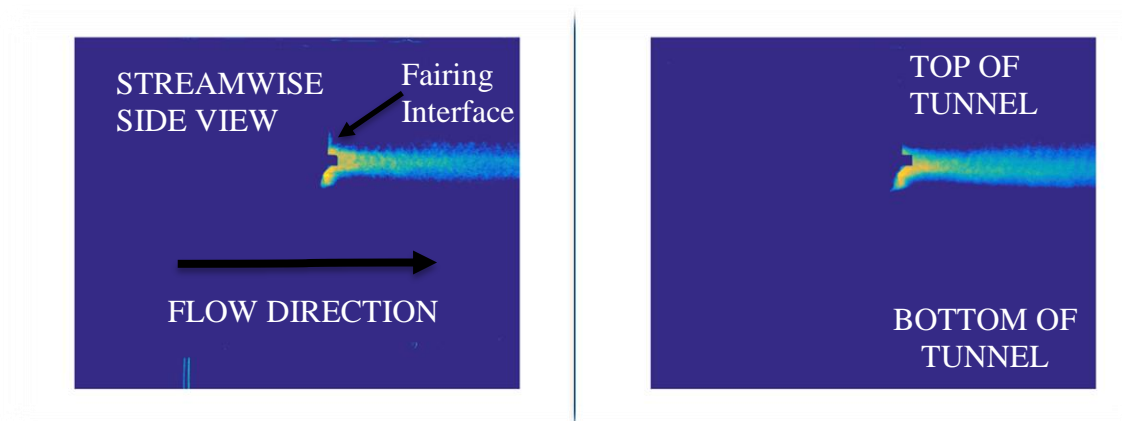 STREAMWISE
SIDE VIEW
Fairing
Interface
FLOW DIRECTION
TOP OF
TUNNEL
BOTTOM OF
TUNNEL